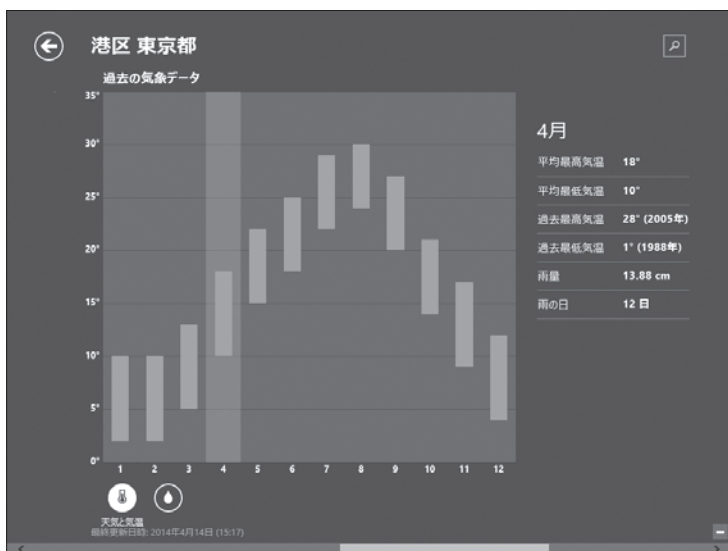 港区 東京都
過去の気象データ
35°
30°
25°
20°
15°
10°
5°
0°
1 2 3 4 5 6 7 8 9 10 11 12
4月
平均最高気温 18°
平均最低気温 10°
過去最高気温 28° (2005年)
過去最低気温 1° (1988年)
雨量 13.88 cm
雨の日 12 日
天気と気温
最終更新日時: 2014年4月14日 (15:17)